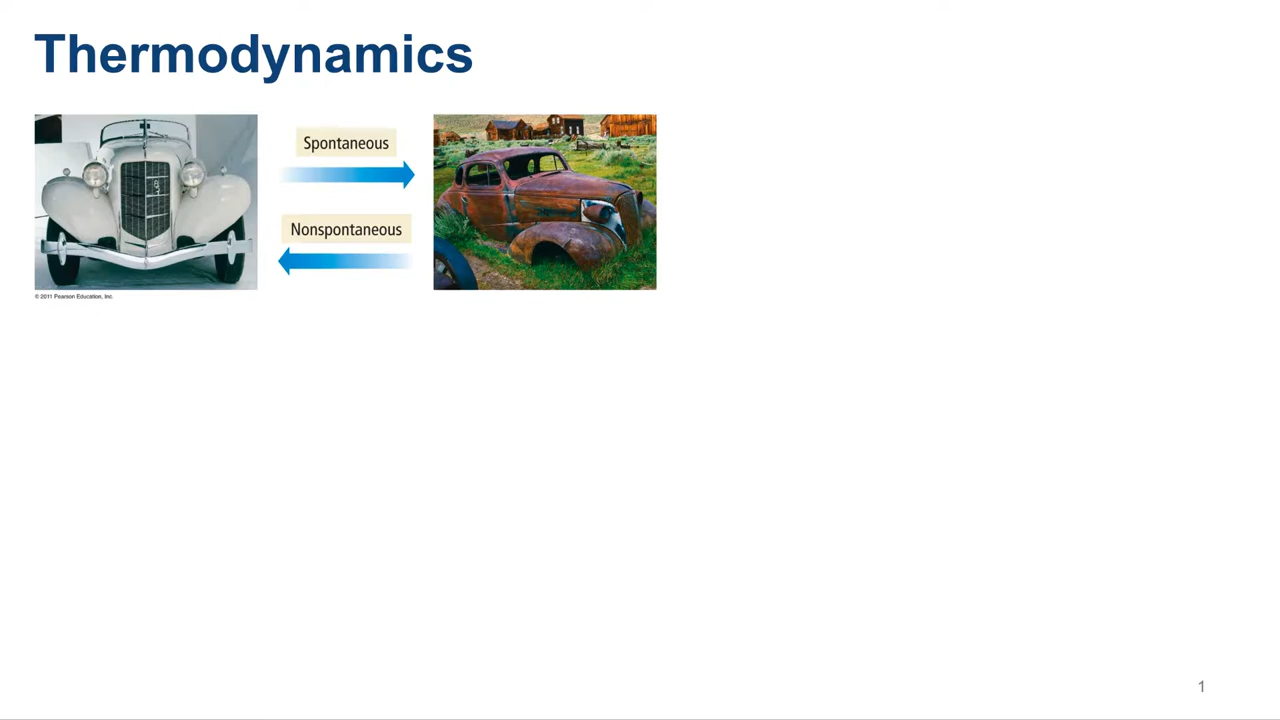 Thermodynamics
Spontaneous
Nonspontaneous
© 2011 Pearson Education, Inc.
1